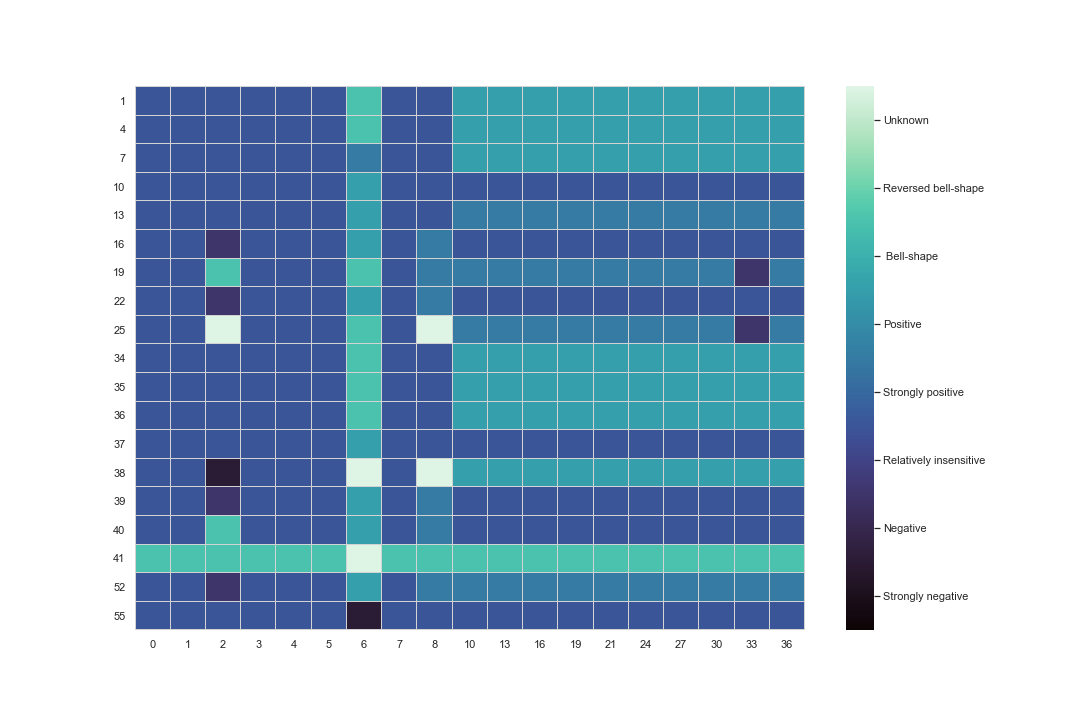 1
4
7
10
13
16
19
22
25
34
35
36
37
38
39
40
41
52
55
0 1 2 3 4 5 6 7 8 10 13 16 19 21 24 27 30 33 36
Unknown
Reversed bell-shape
Bell-shape
Positive
Strongly positive
Relatively insensitive
Negative
Strongly negative